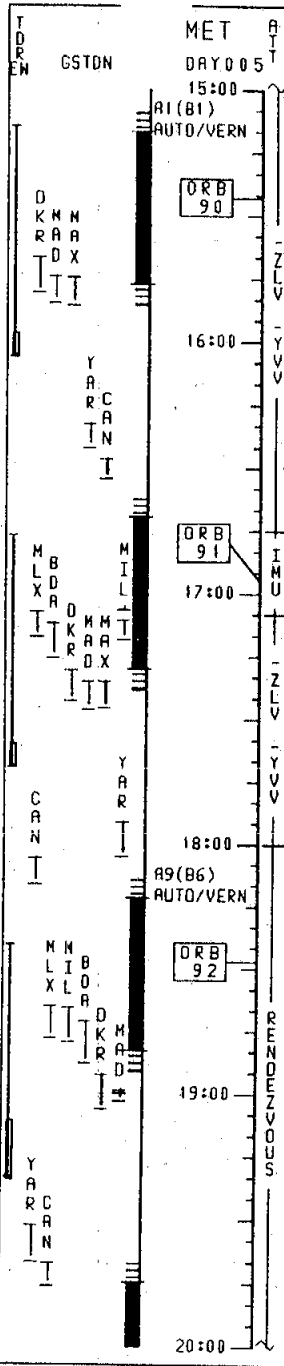 TDRE W
GSTDN
MET
ATT
DAY005
15:00
A1(B1)
AUTO/VERN
ORB
90
DKR
MAD
MAX
-ZLV -YVV
16:00
YAR
CAN
ORB
91
IMU
MLX
BDA
DKR
MAD
MAX
MIL
17:00
-ZLV -YVV
YAR
CAN
18:00
A9(B6)
AUTO/VERN
ORB
92
MLX
MIL
BDA
DKR
MAD
RENDEZVOUS
19:00
YAR
CAN
20:00